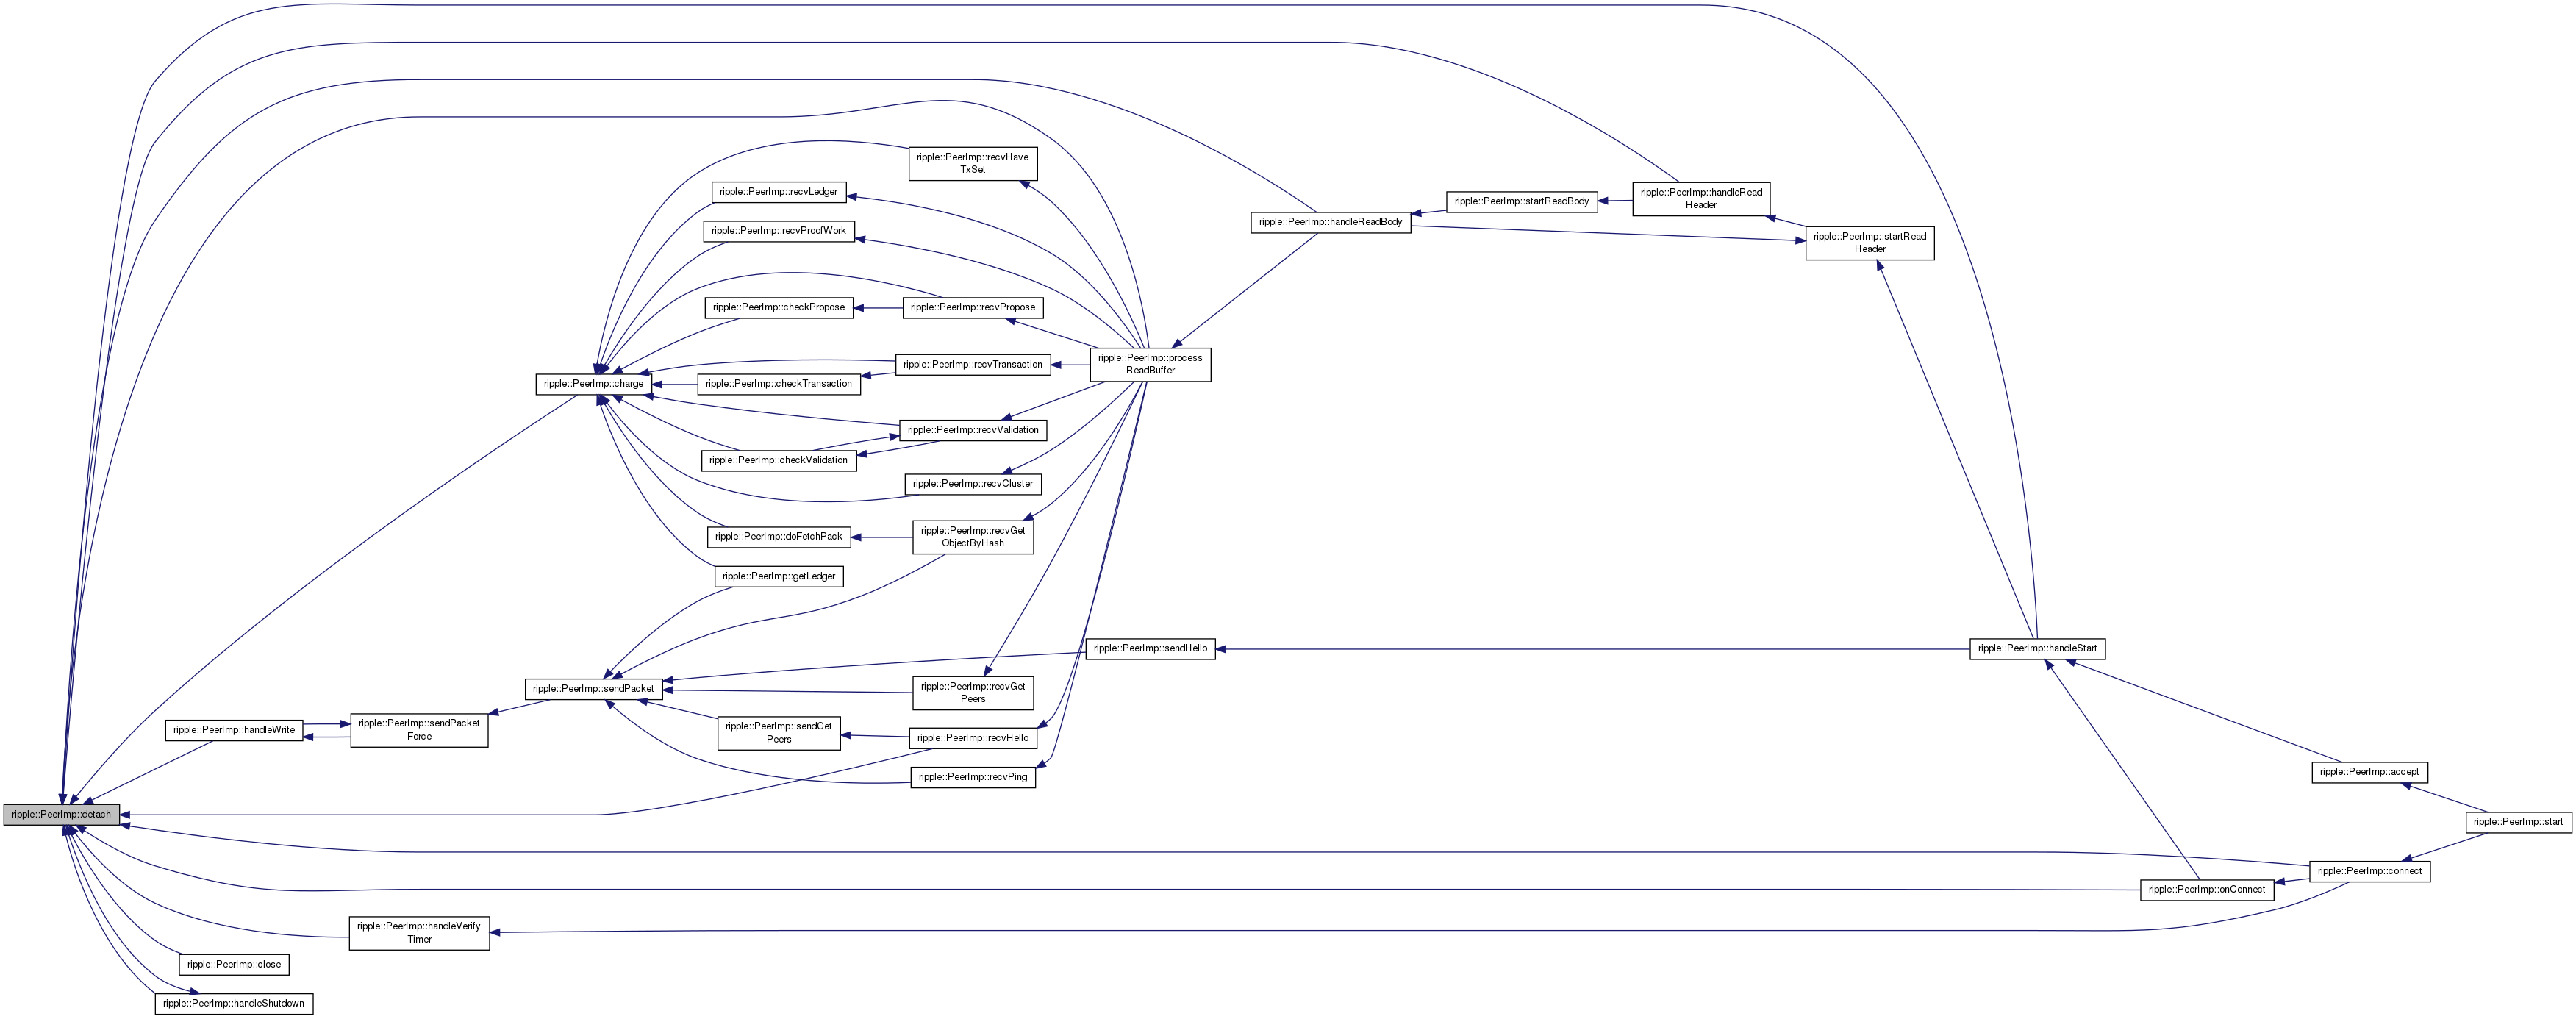 ripple::PeerImp::recvHave
TxSet
ripple::PeerImp::recvLedger
ripple::PeerImp::handleRead
Header
ripple::PeerImp::startReadBody
ripple::PeerImp::handleReadBody
ripple::PeerImp::recvProofWork
ripple::PeerImp::startRead
Header
ripple::PeerImp::checkPropose
ripple::PeerImp::recvPropose
ripple::PeerImp::process
ReadBuffer
ripple::PeerImp::recvTransaction
ripple::PeerImp::charge
ripple::PeerImp::checkTransaction
ripple::PeerImp::recvValidation
ripple::PeerImp::checkValidation
ripple::PeerImp::recvCluster
ripple::PeerImp::doFetchPack
ripple::PeerImp::recvGet
ObjectByHash
ripple::PeerImp::getLedger
ripple::PeerImp::sendHello
ripple::PeerImp::handleStart
ripple::PeerImp::sendPacket
ripple::PeerImp::recvGet
Peers
ripple::PeerImp::handleWrite
ripple::PeerImp::sendPacket
Force
ripple::PeerImp::sendGet
Peers
ripple::PeerImp::recvHello
ripple::PeerImp::recvPing
ripple::PeerImp::accept
ripple::PeerImp::detach
ripple::PeerImp::start
ripple::PeerImp::connect
ripple::PeerImp::onConnect
ripple::PeerImp::handleVerify
Timer
ripple::PeerImp::close
ripple::PeerImp::handleShutdown